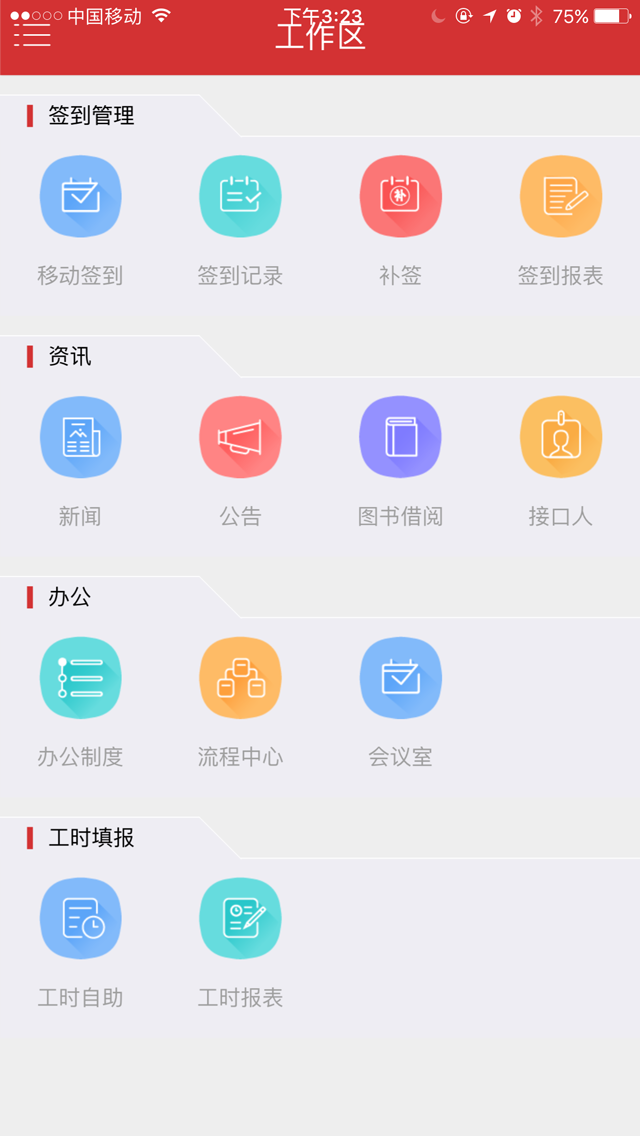 中国移动 下午3:23 75%
工作区
签到管理
补
移动签到 签到记录 补签 签到报表
资讯
新闻 公告 图书借阅 接口人
办公
办公制度 流程中心 会议室
工时填报
工时自助 工时报表